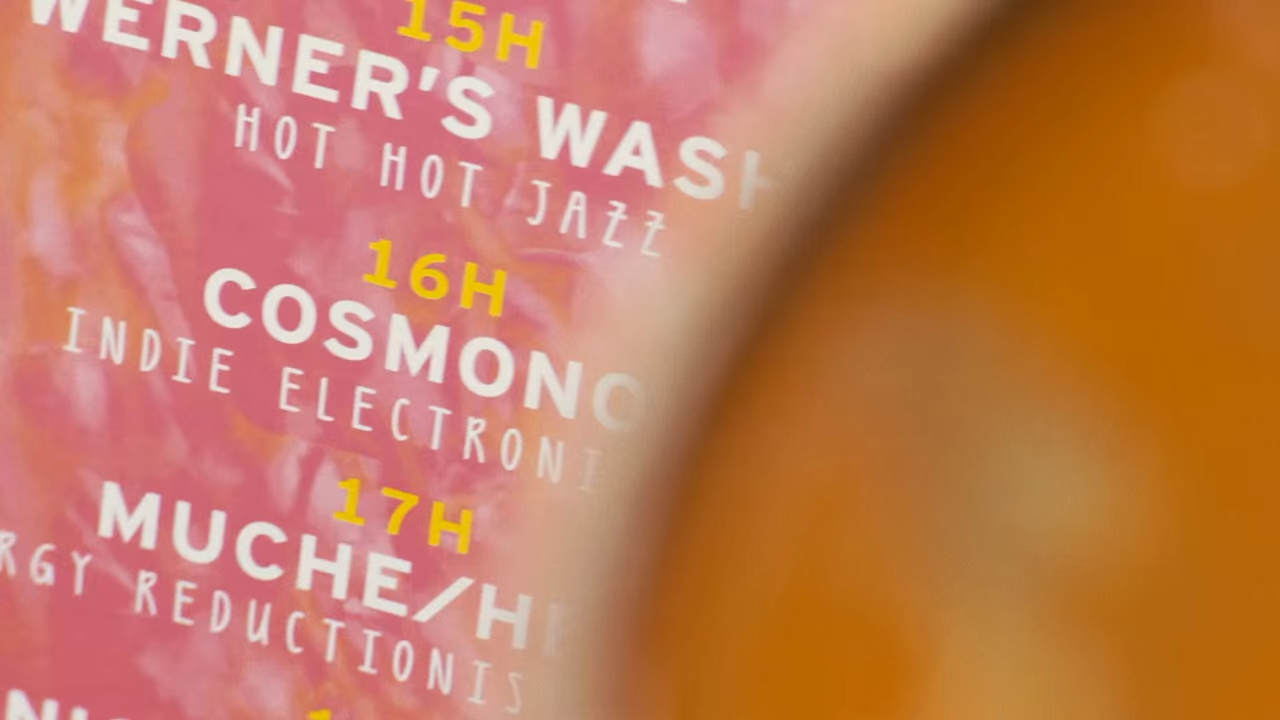 15H
WERNER'S WASH
HOT HOT JAZZ
16H
COSMONO
INDIE ELECTRONI
17H
MUCHE/H
RGY REDUCTIONIS